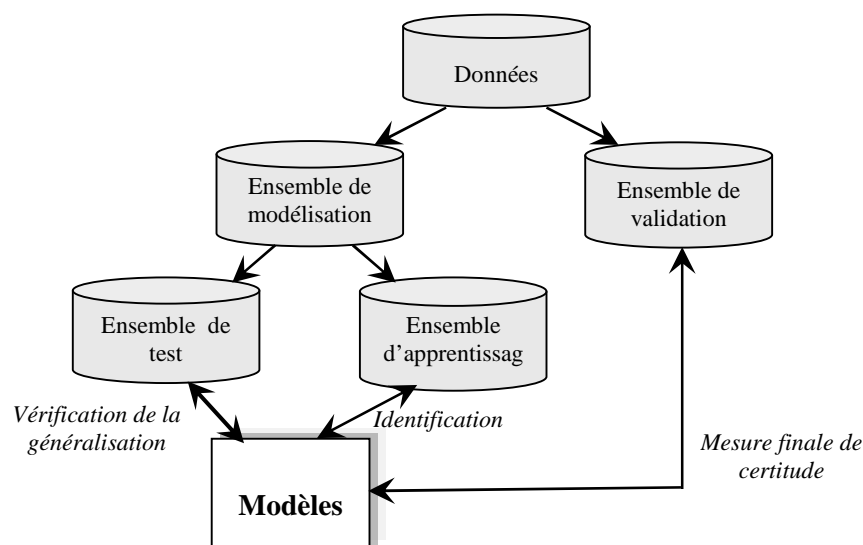 Données
Ensemble de
modélisation
Ensemble de
validation
Ensemble de
test
Ensemble
d'apprentissag
Vérification de la
généralisation
Identification
Mesure finale de
certitude
Modèles